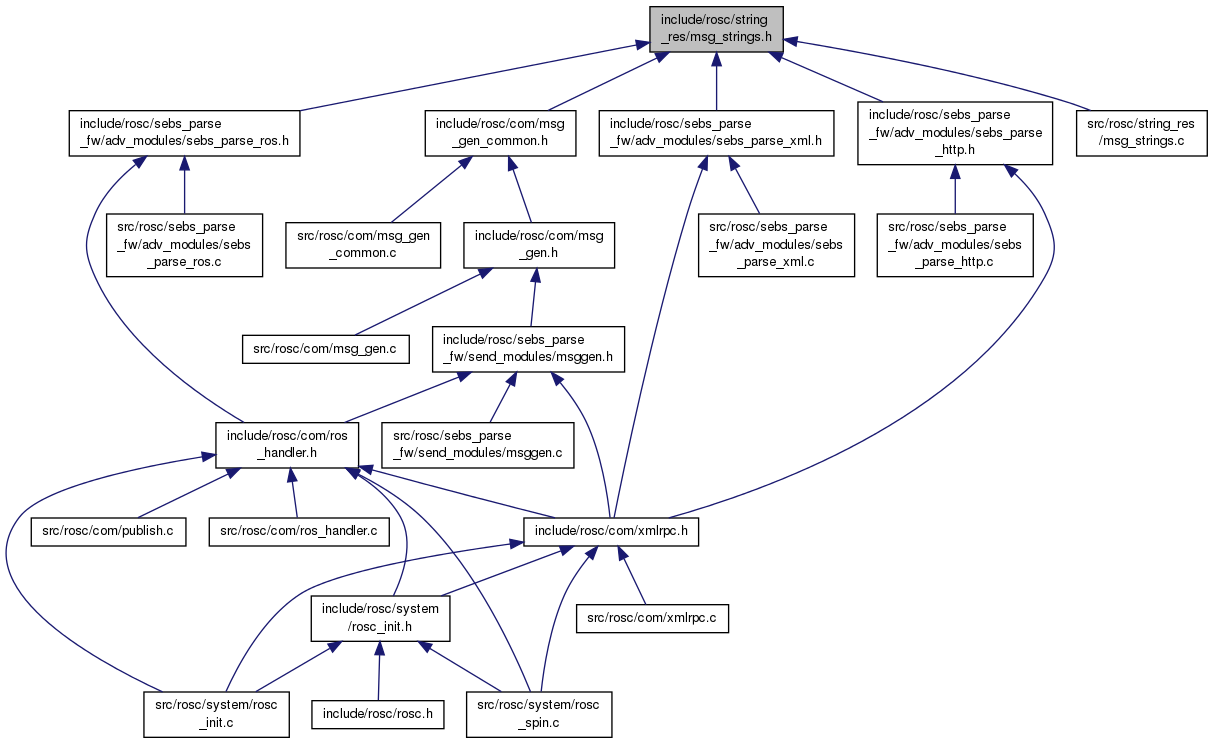 include/rosc/string
_res/msg_strings.h
include/rosc/sebs_parse
_fw/adv_modules/sebs_parse_ros.h
include/rosc/com/msg
_gen_common.h
include/rosc/sebs_parse
_fw/adv_modules/sebs_parse_xml.h
include/rosc/sebs_parse
_fw/adv_modules/sebs_parse
_http.h
src/rosc/string_res
/msg_strings.c
src/rosc/sebs_parse
_fw/adv_modules/sebs
_parse_ros.c
src/rosc/com/msg_gen
_common.c
include/rosc/com/msg
_gen.h
src/rosc/sebs_parse
_fw/adv_modules/sebs
_parse_xml.c
src/rosc/sebs_parse
_fw/adv_modules/sebs
_parse_http.c
src/rosc/com/msg_gen.c
include/rosc/sebs_parse
_fw/send_modules/msggen.h
include/rosc/com/ros
_handler.h
src/rosc/sebs_parse
_fw/send_modules/msggen.c
src/rosc/com/publish.c
src/rosc/com/ros_handler.c
include/rosc/com/xmlrpc.h
include/rosc/system
/rosc_init.h
src/rosc/com/xmlrpc.c
src/rosc/system/rosc
_init.c
include/rosc/rosc.h
src/rosc/system/rosc
_spin.c